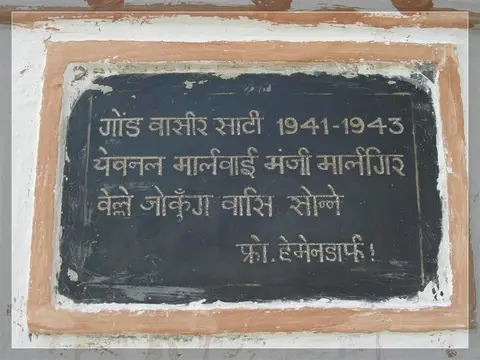 गोंड वासीर साटी 1941-1943
येवनल मार्लवाई मंजी मार्लगिर
वेल्ले जोकुँग वासि सोन्ने
फ्रो. हेमेनडार्फ!